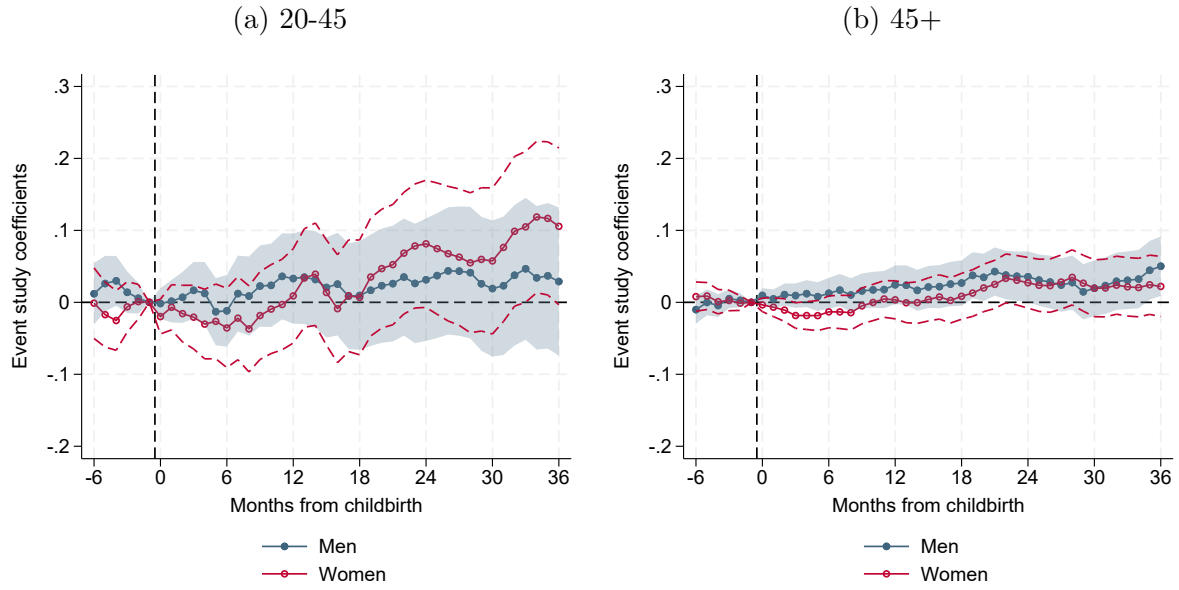 (a) 20-45
.3
.2
.1
0
-.1
-.2
Event study coefficients
-6 0 6 12 18 24 30 36
Months from childbirth
Men
Women
(b) 45+
.3
.2
.1
0
-.1
-.2
Event study coefficients
-6 0 6 12 18 24 30 36
Months from childbirth
Men
Women